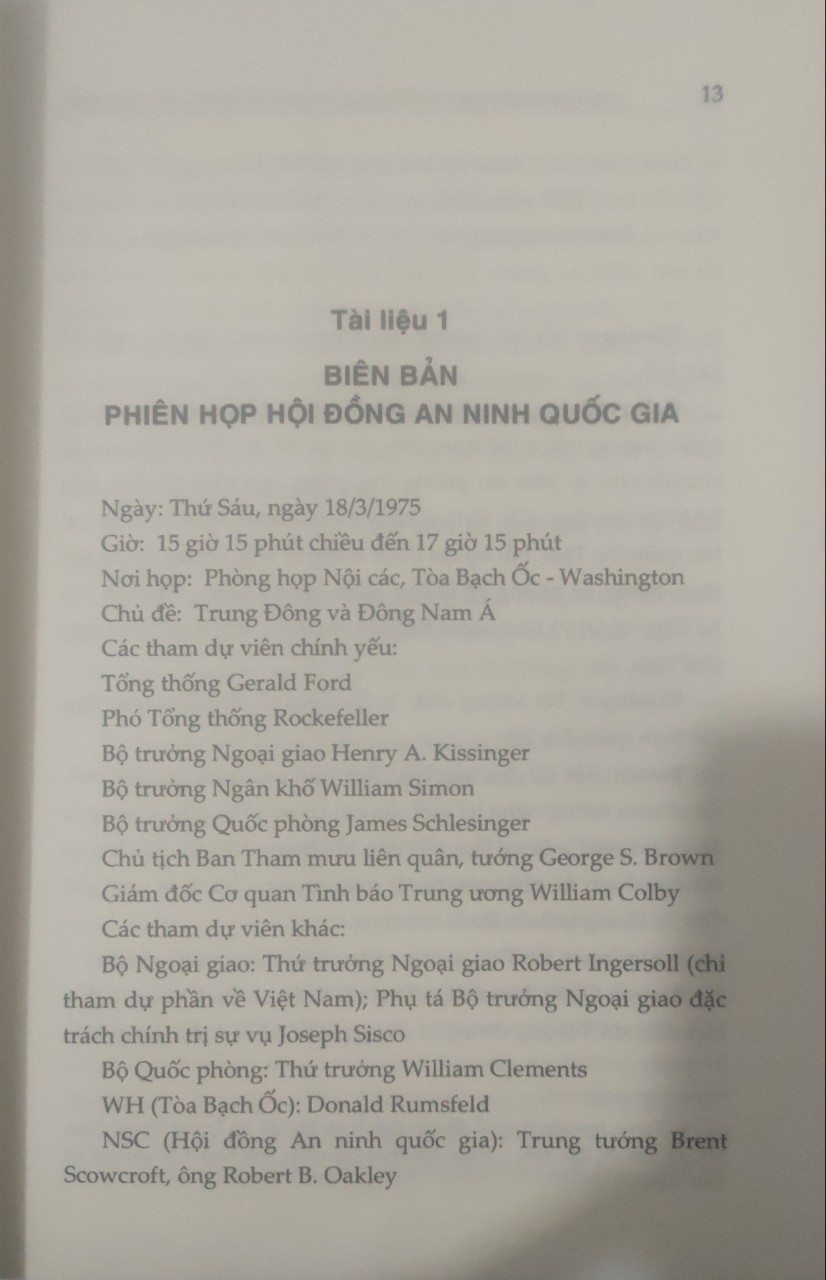 13
Tài liệu 1
BIÊN BẢN
PHIÊN HỌP HỘI ĐỒNG AN NINH QUỐC GIA
Ngày: Thứ Sáu, ngày 18/3/1975
Giờ: 15 giờ 15 phút chiều đến 17 giờ 15 phút
Nơi họp: Phòng họp Nội các, Tòa Bạch Ốc - Washington
Chủ đề: Trung Đông và Đông Nam Á
Các tham dự viên chính yếu:
Tổng thống Gerald Ford
Phó Tổng thống Rockefeller
Bộ trưởng Ngoại giao Henry A. Kissinger
Bộ trưởng Ngân khố William Simon
Bộ trưởng Quốc phòng James Schlesinger
Chủ tịch Ban Tham mưu liên quân, tướng George S. Brown
Giám đốc Cơ quan Tình báo Trung ương William Colby
Các tham dự viên khác:
Bộ Ngoại giao: Thứ trưởng Ngoại giao Robert Ingersoll (chỉ
tham dự phần về Việt Nam); Phụ tá Bộ trưởng Ngoại giao đặc
trách chính trị sự vụ Joseph Sisco
Bộ Quốc phòng: Thứ trưởng William Clements
WH (Tòa Bạch Ốc): Donald Rumsfeld
NSC (Hội đồng An ninh quốc gia): Trung tướng Brent
Scowcroft, ông Robert B. Oakley